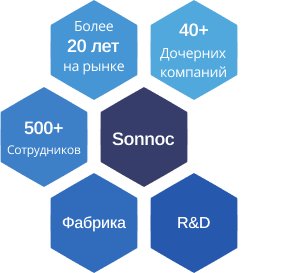 Более
20 лет
на рынке
40+
Дочерних
компаний
500+
Сотрудников
Sonnoc
Фабрика
R&D